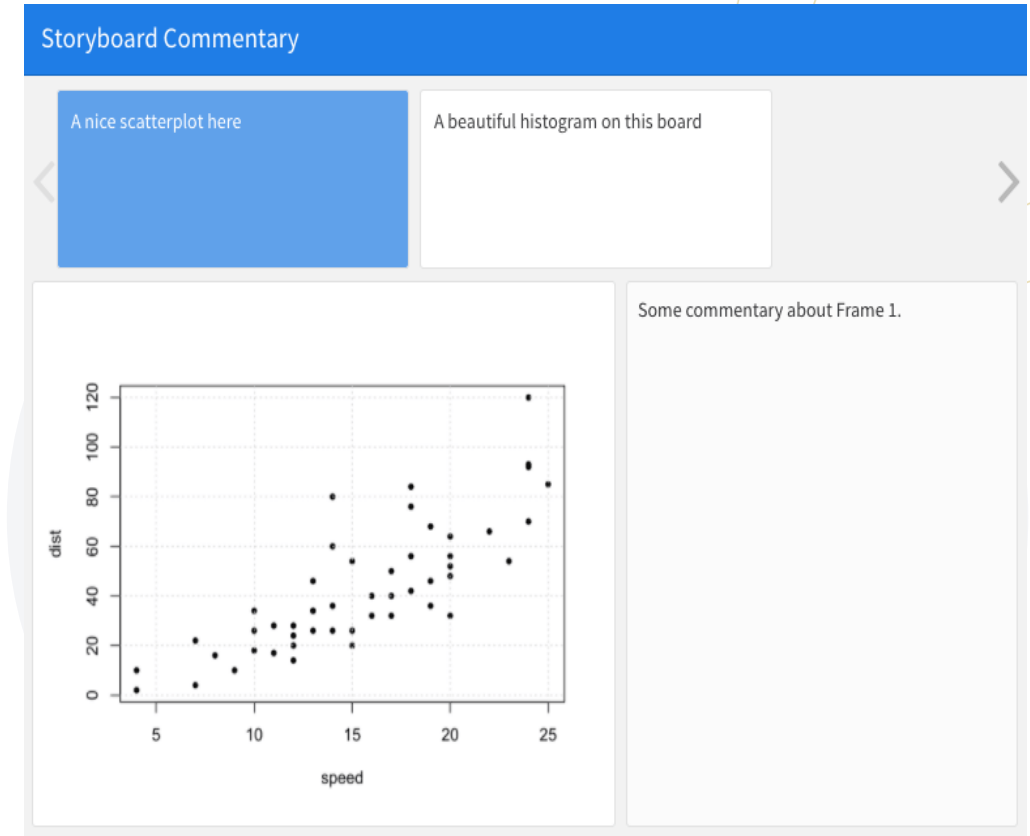 Storyboard Commentary
A nice scatterplot here
A beautiful histogram on this board
Some commentary about Frame 1.
120
100
80
60
40
20
0
dist
5 10 15 20 25
speed